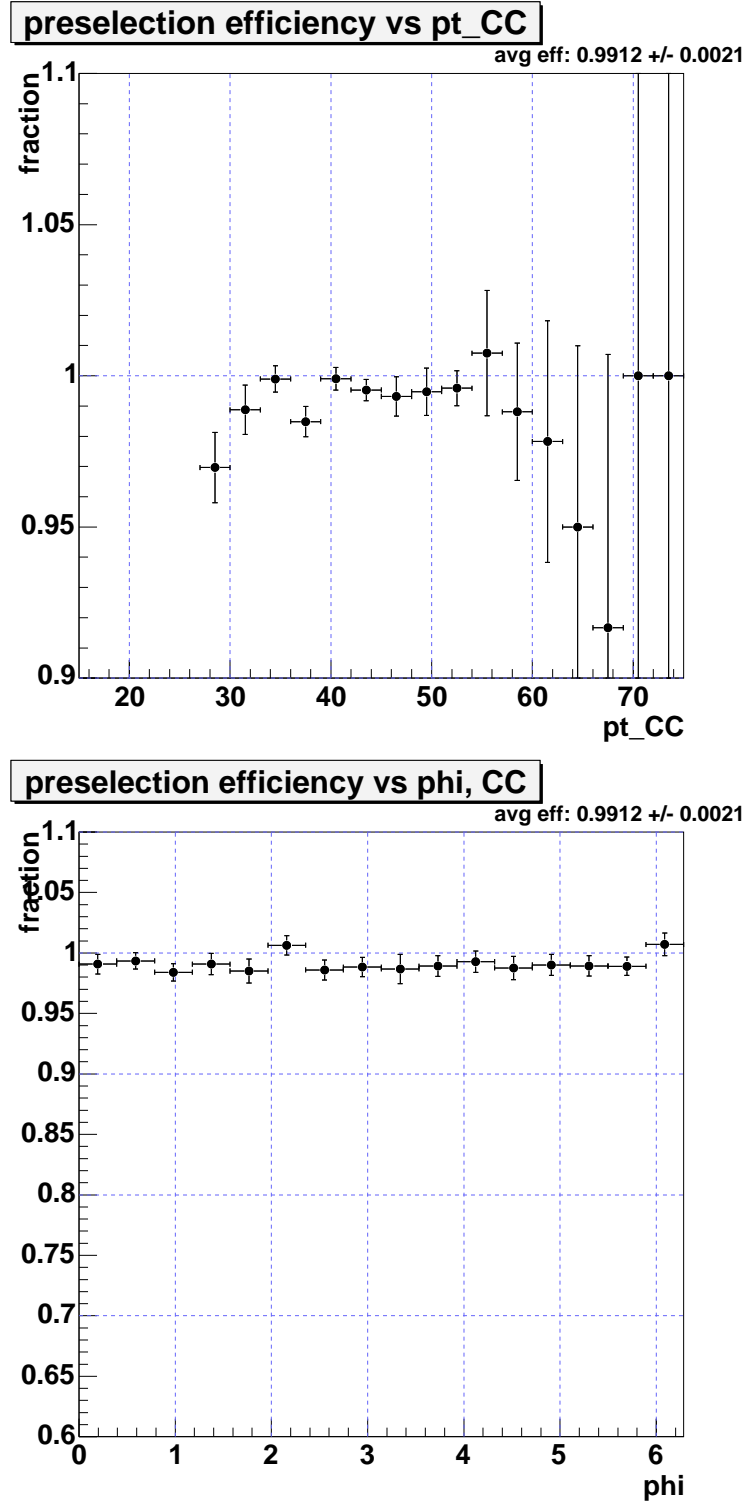 preselection efficiency vs pt_CC
avg eff: 0.9912 +/- 0.0021
fraction
1.1
1.05
1
0.95
0.9
20 30 40 50 60 70
pt_CC
preselection efficiency vs phi, CC
avg eff: 0.9912 +/- 0.0021
fraction
1.1
1.05
1
0.95
0.9
0.85
0.8
0.75
0.7
0.65
0.6
0 1 2 3 4 5 6
phi